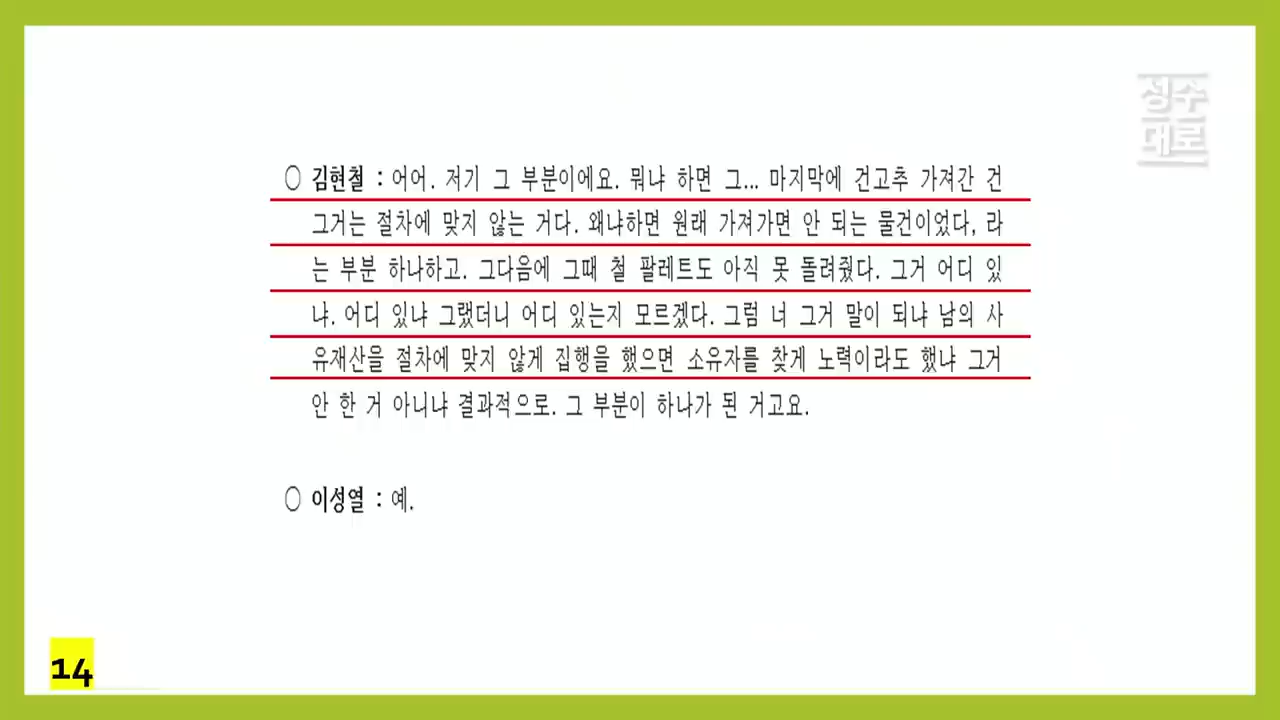 성수
대로
○ 김현철 : 어어. 저기 그 부분이에요. 뭐냐 하면 그... 마지막에 건고추 가져간 건
그거는 절차에 맞지 않는 거다. 왜냐하면 원래 가져가면 안 되는 물건이었다, 라
는 부분 하나하고. 그다음에 그때 철 팔레트도 아직 못 돌려줬다. 그거 어디 있
냐. 어디 있냐 그랬더니 어디 있는지 모르겠다. 그럼 너 그거 말이 되냐 남의 사
유재산을 절차에 맞지 않게 집행을 했으면 소유자를 찾게 노력이라도 했냐 그거
안 한 거 아니냐 결과적으로. 그 부분이 하나가 된 거고요.
○ 이성열 : 예.
14